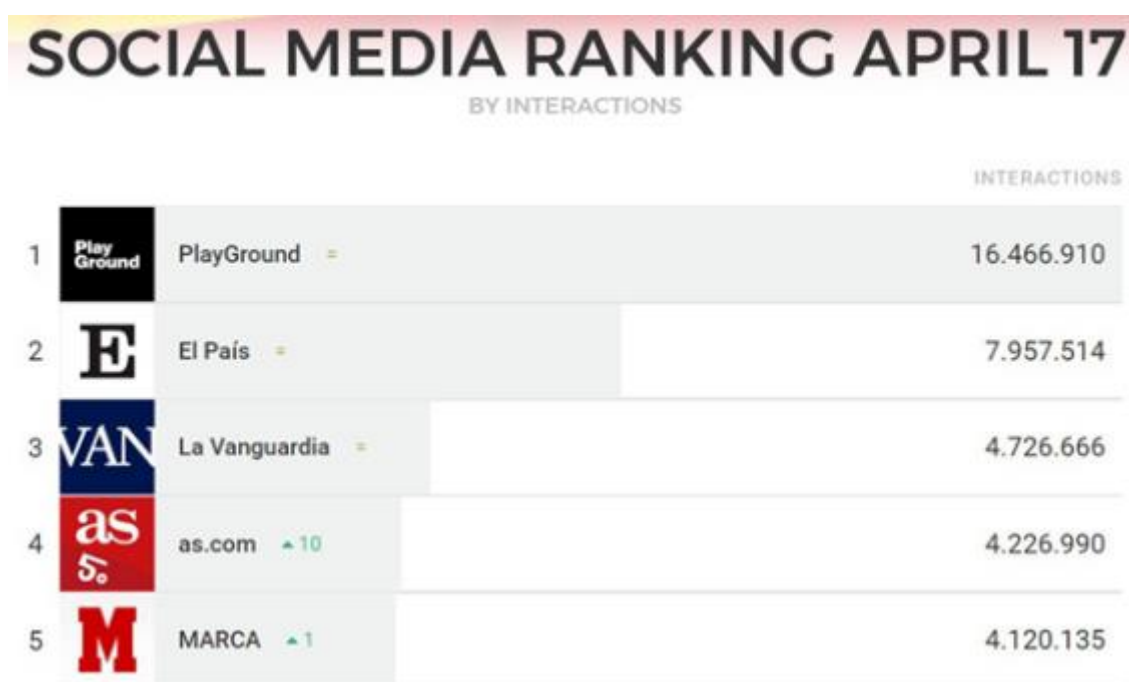 SOCIAL MEDIA RANKING APRIL 17
BY INTERACTIONS
INTERACTIONS
1 Play Ground PlayGround = 16.466.910
2 E El País = 7.957.514
3 VAN La Vanguardia = 4.726.666
4 as 50 as.com ▲ 10 4.226.990
5 M MARCA ▲ 1 4.120.135